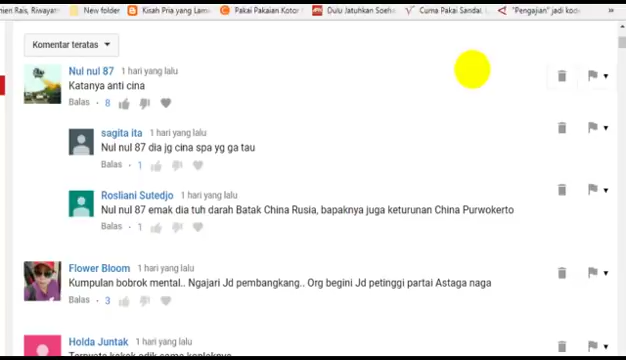 New folder Kisah Pria yang Lama Pakai Pakaian Kotor Dulu Jatuhkan Soeha Cuma Pakai Sandal "Pengajian" jadi kode
Komentar teratas
Nul nul 87 1 hari yang lalu
Katanya anti cina
Balas 8
sagita ita 1 hari yang lalu
Nul nul 87 dia jg cina spa yg ga tau
Balas 1
Rosliani Sutedjo 1 hari yang lalu
Nul nul 87 emak dia tuh darah Batak China Rusia, bapaknya juga keturunan China Purwokerto
Balas 1
Flower Bloom 1 hari yang lalu
Kumpulan bobrok mental.. Ngajari Jd pembangkang.. Org begini Jd petinggi partai Astaga naga
Balas 3
Holda Juntak 1 hari yang lalu